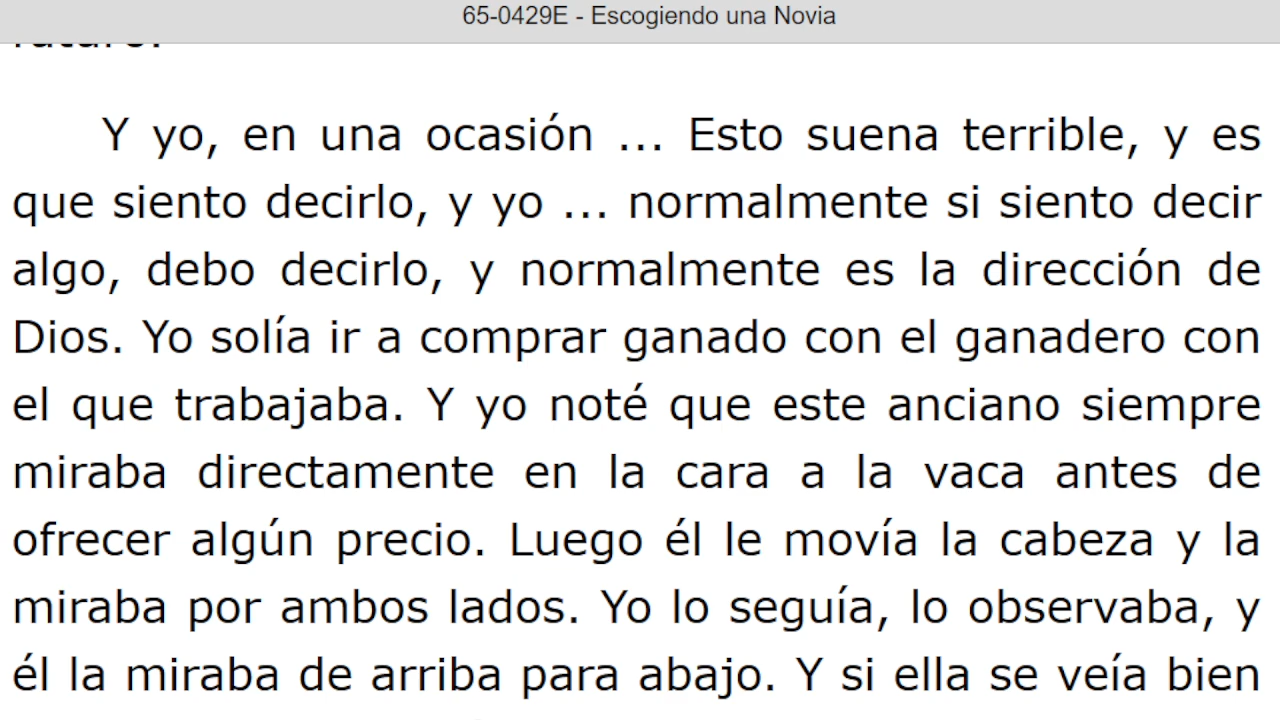 65-0429E - Escogiendo una Novia
futuro.
Y yo, en una ocasión ... Esto suena terrible, y es
que siento decirlo, y yo ... normalmente si siento decir
algo, debo decirlo, y normalmente es la dirección de
Dios. Yo solía ir a comprar ganado con el ganadero con
el que trabajaba. Y yo noté que este anciano siempre
miraba directamente en la cara a la vaca antes de
ofrecer algún precio. Luego él le movía la cabeza y la
miraba por ambos lados. Yo lo seguía, lo observaba, y
él la miraba de arriba para abajo. Y si ella se veía bien